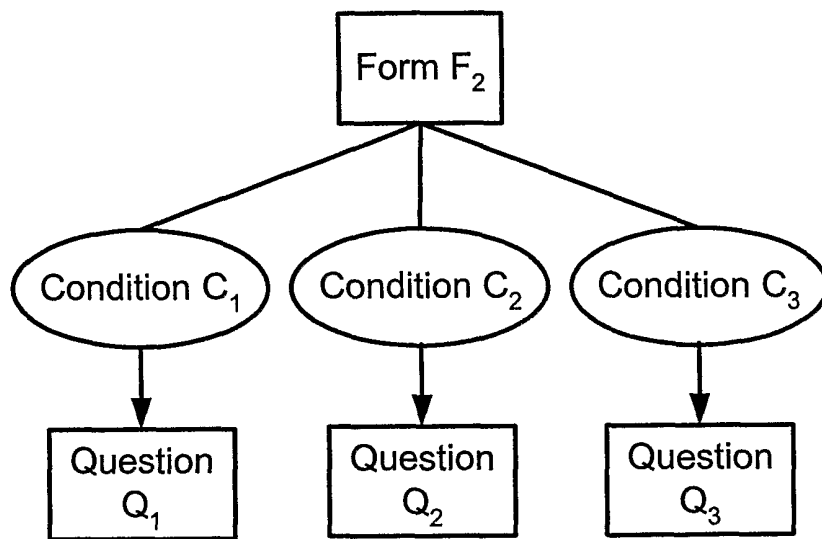 Form F₂
Condition C₁
Condition C₂
Condition C₃
Question
Q₁
Question
Q₂
Question
Q₃